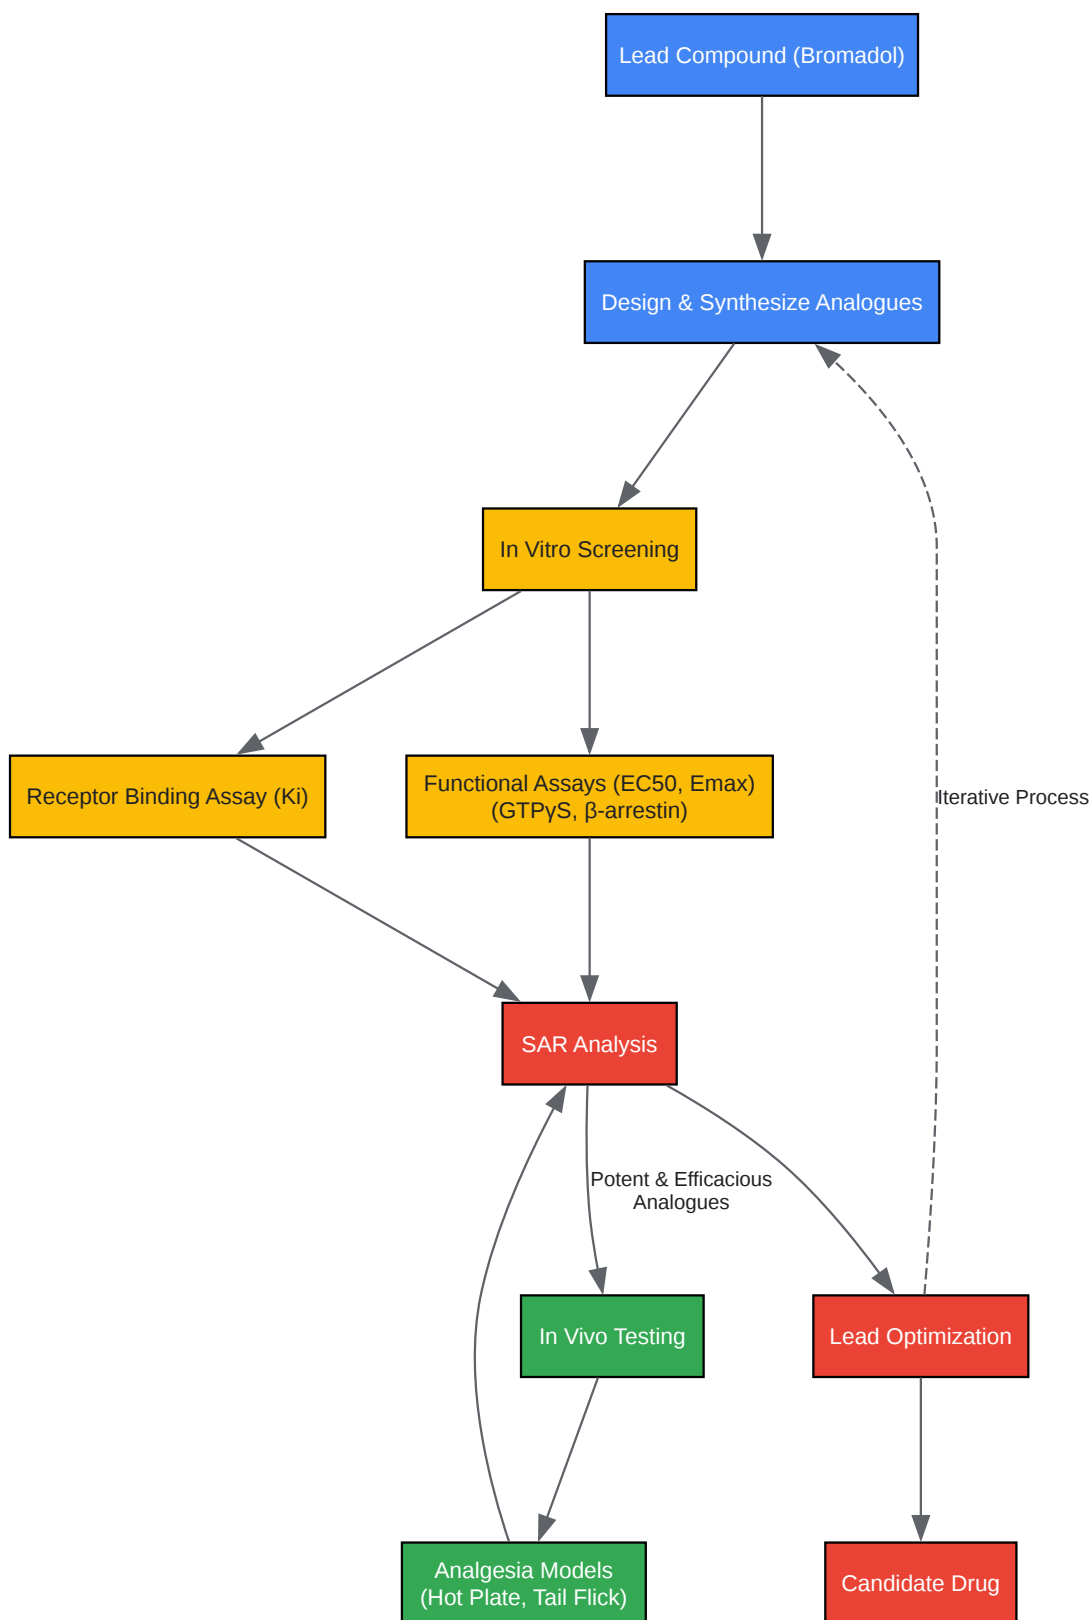 Lead Compound (Bromadol)
Design & Synthesize Analogues
In Vitro Screening
Receptor Binding Assay (Ki)
Functional Assays (EC50, Emax)
(GTPγS, β-arrestin)
Iterative Process
SAR Analysis
Potent & Efficacious
Analogues
In Vivo Testing
Lead Optimization
Analgesia Models
(Hot Plate, Tail Flick)
Candidate Drug